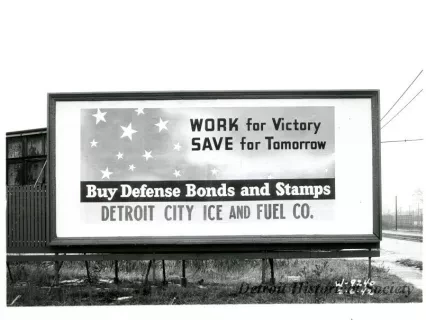 WORK for Victory
SAVE for Tomorrow
Buy Defense Bonds and Stamps
DETROIT CITY ICE AND FUEL CO.
Detroit Historical Society